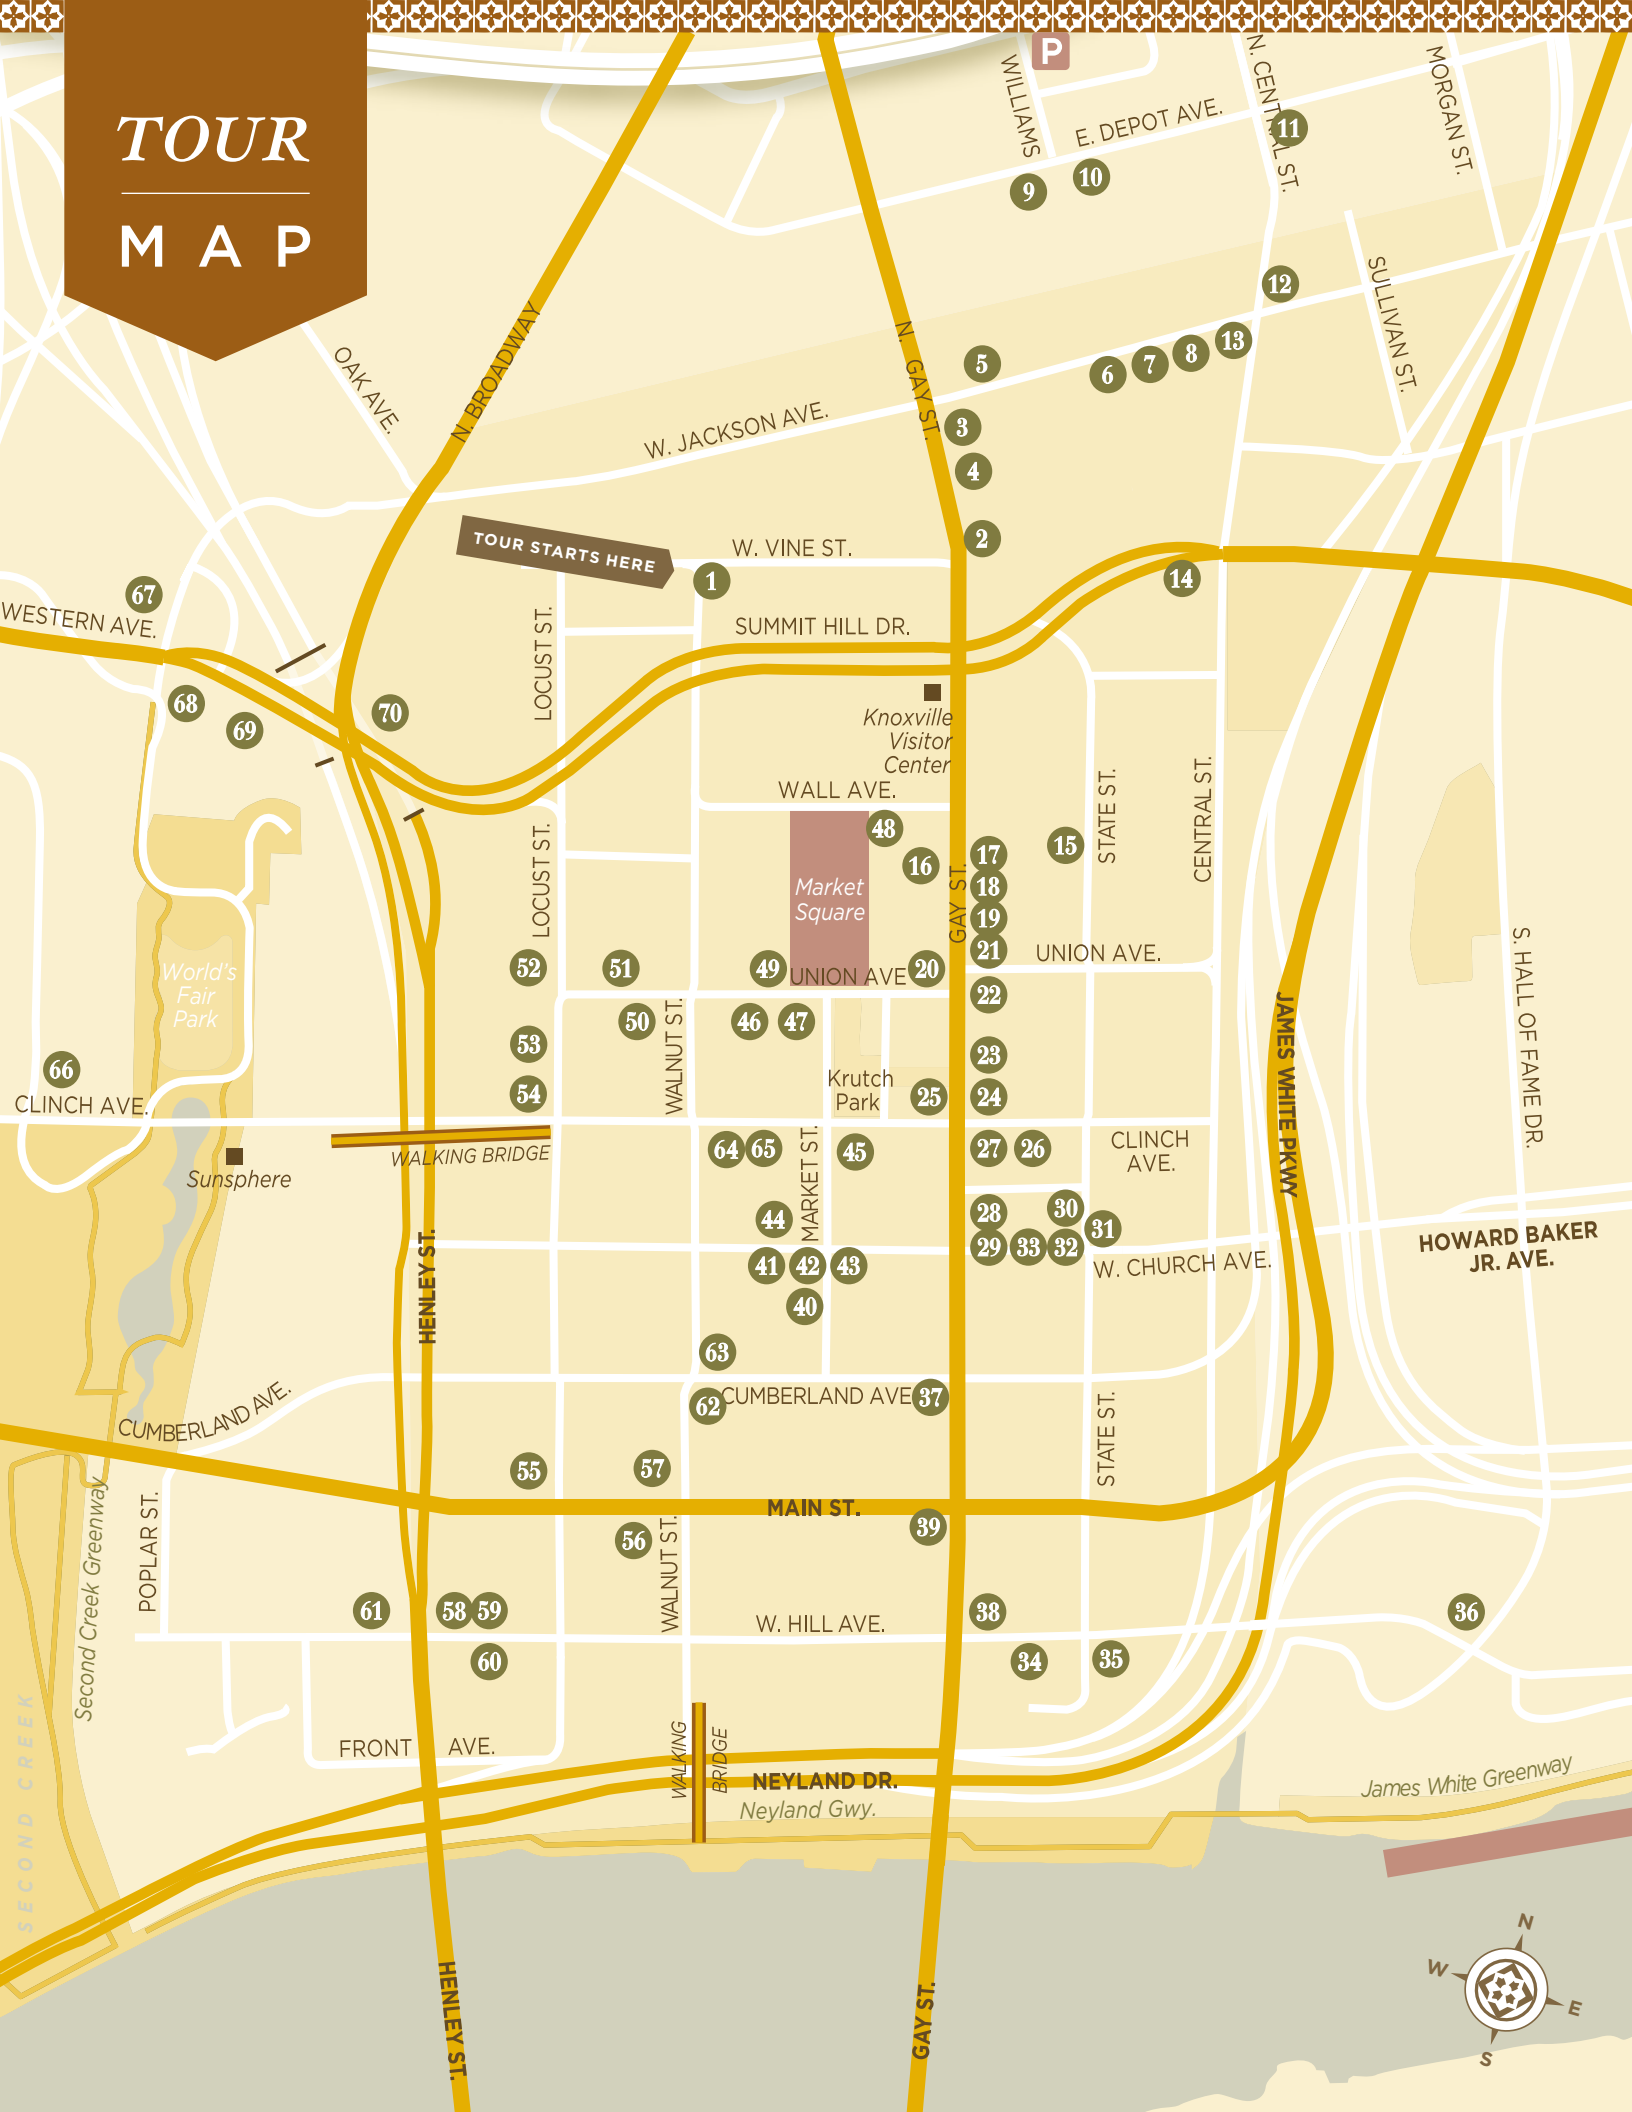 TOUR
MAP
P
WILLIAMS
E. DEPOT AVE.
N. CENTRAL ST.
MORGAN ST.
11
10
9
12
SULLIVAN ST.
13
8
7
6
5
OAK AVE.
N. BROADWAY
N. GAY ST.
W. JACKSON AVE.
3
4
2
TOUR STARTS HERE
W. VINE ST.
1
14
67
WESTERN AVE.
LOCUST ST.
SUMMIT HILL DR.
68
69
70
Knoxville
Visitor
Center
WALL AVE.
STATE ST.
CENTRAL ST.
LOCUST ST.
48
16
17
15
Market
Square
GAY ST.
18
19
21
UNION AVE.
52
51
49
UNION AVE
20
22
World's
Fair
Park
S. HALL OF FAME DR.
JAMES WHITE PKWY
50
46
47
WALNUT ST.
53
23
66
54
Krutch
Park
25
24
CLINCH AVE.
WALKING BRIDGE
Sunsphere
64
65
MARKET ST.
45
27
26
CLINCH
AVE.
44
28
30
31
29
33
32
W. CHURCH AVE.
HOWARD BAKER
JR. AVE.
HENLEY ST.
41
42
43
40
63
CUMBERLAND AVE.
62
CUMBERLAND AVE
37
STATE ST.
55
57
MAIN ST.
39
Second Creek Greenway
POPLAR ST.
56
WALNUT ST.
61
58
59
W. HILL AVE.
38
36
60
34
35
SECOND CREEK
FRONT AVE.
WALKING
BRIDGE
NEYLAND DR.
Neyland Gwy.
James White Greenway
HENLEY ST.
GAY ST.
N
W
E
S